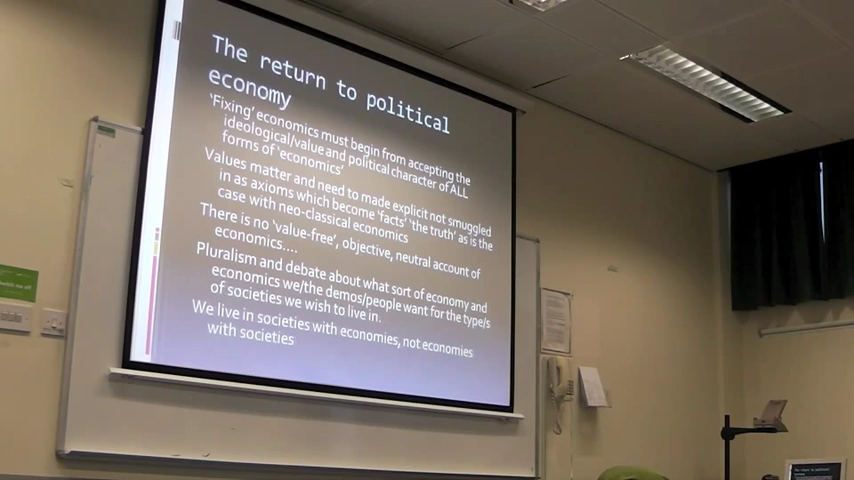 The return to political
economy
'Fixing' economics must begin from accepting the
ideological/value and political character of ALL
forms of 'economics'
Values matter and need to made explicit not smuggled
in as axioms which become 'facts' 'the truth' as is the
case with neo-classical economics
There is no 'value-free', objective, neutral account of
economics....
Pluralism and debate about what sort of economy and
economics we/the demos/people want for the type/s
of societies we wish to live in.
We live in societies with economies, not economies
with societies